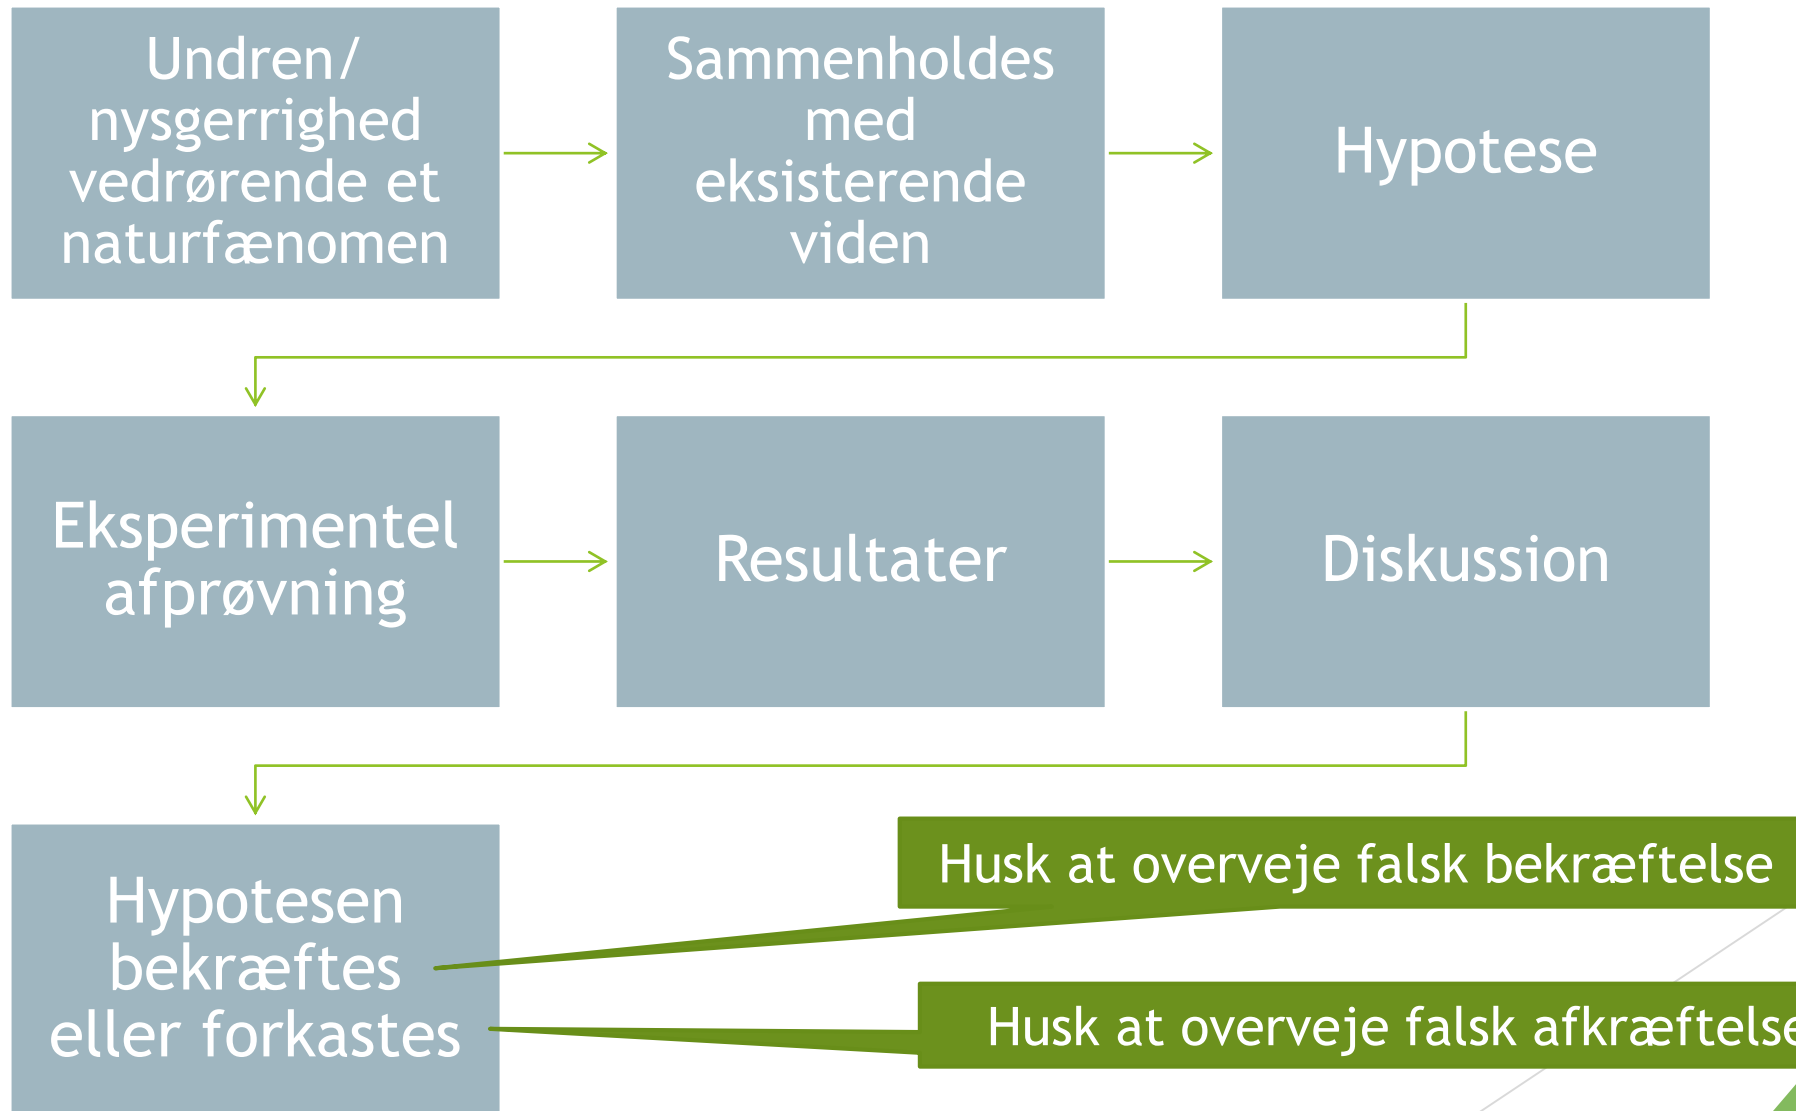 Undren/
nysgerrighed
vedrørende et
naturfænomen
Sammenholdes
med
eksisterende
viden
Hypotese
Eksperimentel
afprøvning
Resultater
Diskussion
Hypotesen
bekræftes
eller forkastes
Husk at overveje falsk bekræftelse
Husk at overveje falsk afkræftelse